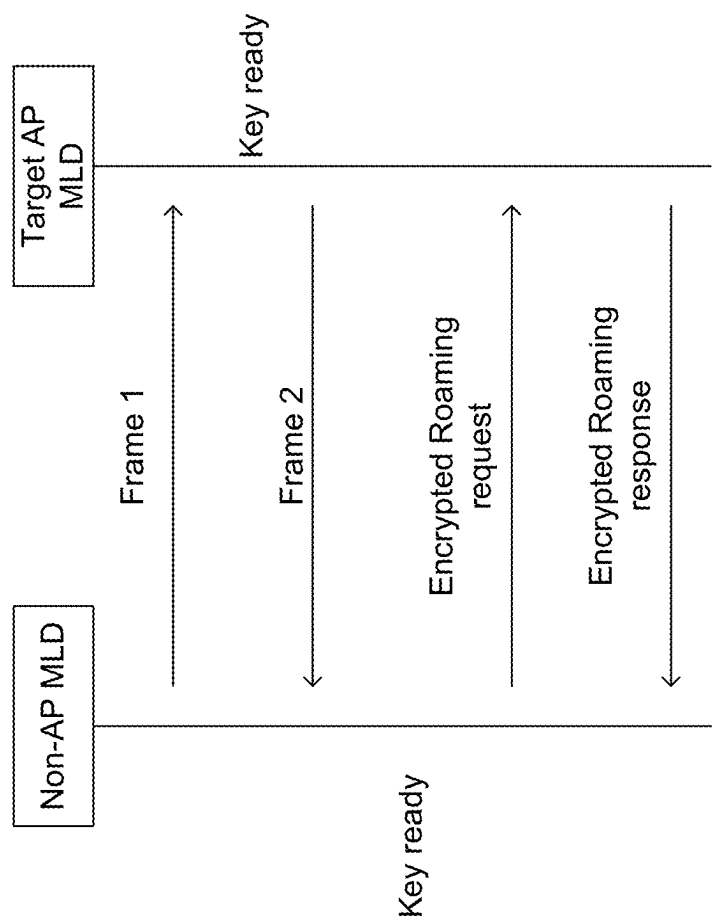 Non-AP MLD
Target AP
MLD
Frame 1
Key ready
Frame 2
Key ready
Encrypted Roaming
request
Encrypted Roaming
response